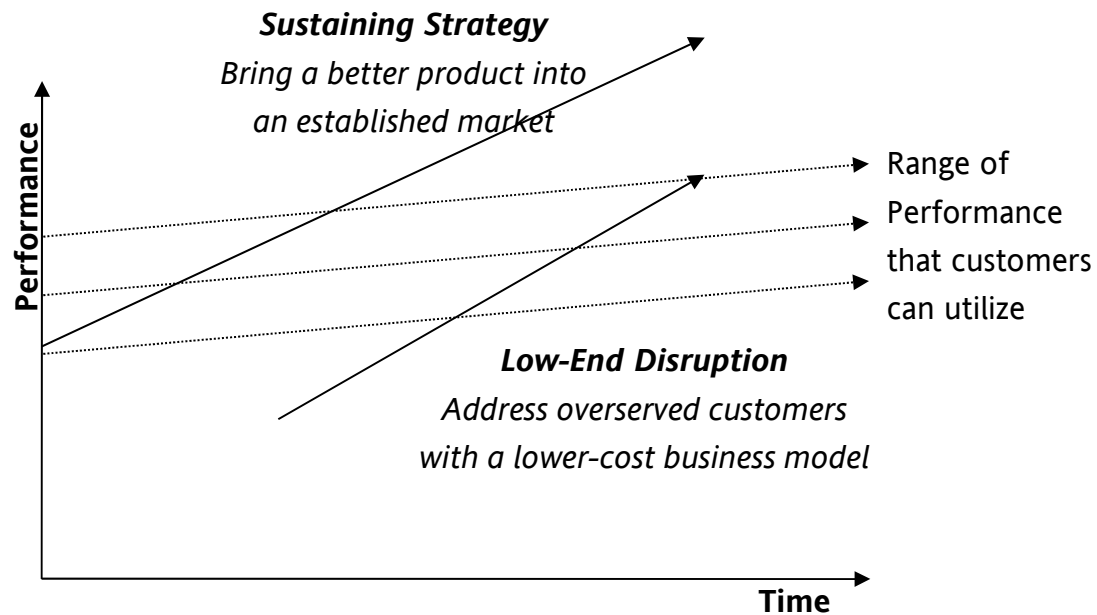 Sustaining Strategy
Bring a better product into
an established market
Performance
Range of
Performance
that customers
can utilize
Low-End Disruption
Address overserved customers
with a lower-cost business model
Time